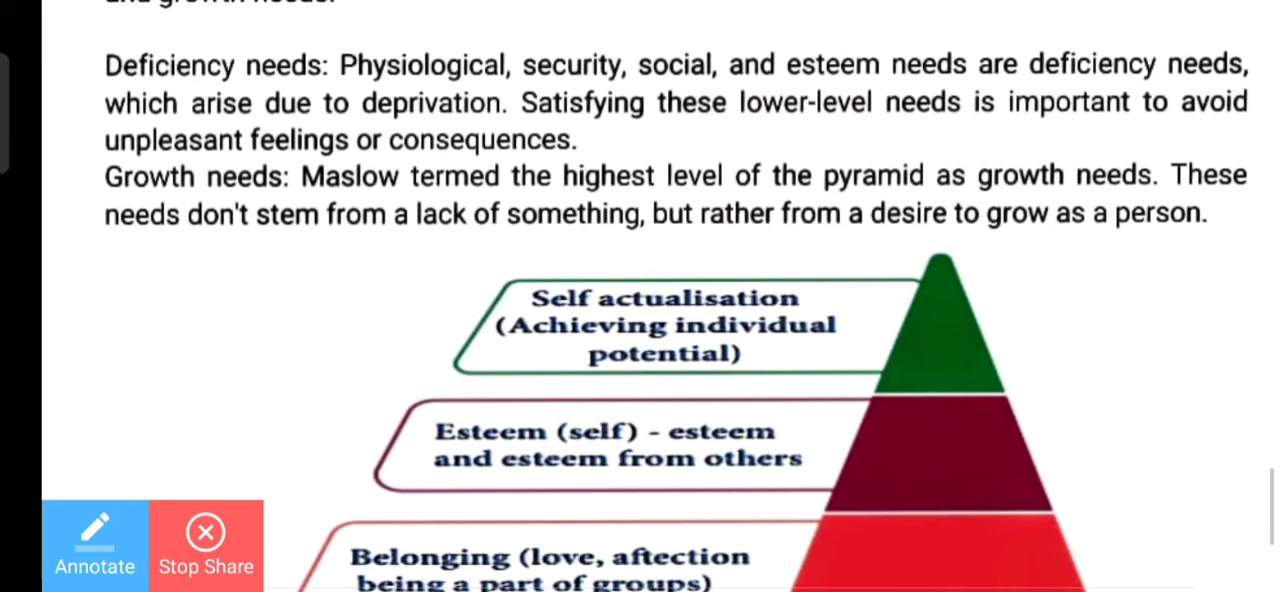 and growth needs.
Deficiency needs: Physiological, security, social, and esteem needs are deficiency needs,
which arise due to deprivation. Satisfying these lower-level needs is important to avoid
unpleasant feelings or consequences.
Growth needs: Maslow termed the highest level of the pyramid as growth needs. These
needs don't stem from a lack of something, but rather from a desire to grow as a person.
Self actualisation
(Achieving individual
potential)
Esteem (self) - esteem
and esteem from others
Belonging (love, aftection
being a part of groups)
Annotate
Stop Share